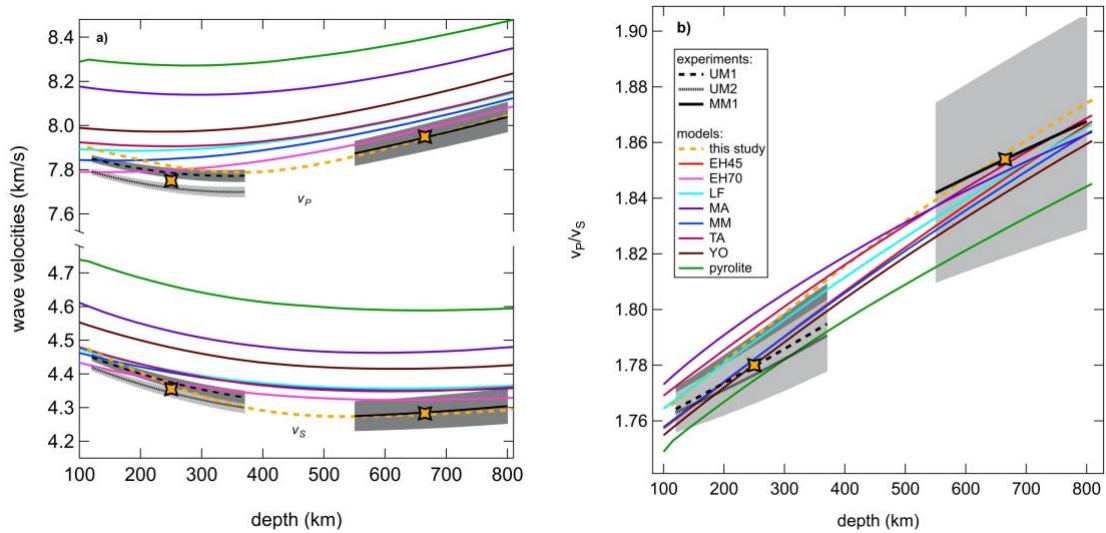 a)
8.4
8.2
8.0
7.8
7.6
4.7
4.6
4.5
4.4
4.3
4.2
wave velocities (km/s)
vP
vS
100 200 300 400 500 600 700 800
depth (km)
b)
1.90
1.88
1.86
1.84
1.82
1.80
1.78
1.76
vP/vS
experiments:
UM1
UM2
MM1
models:
this study
EH45
EH70
LF
MA
MM
TA
YO
pyrolite
100 200 300 400 500 600 700 800
depth (km)